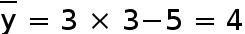 y̅ = 3 × 3−5 = 4